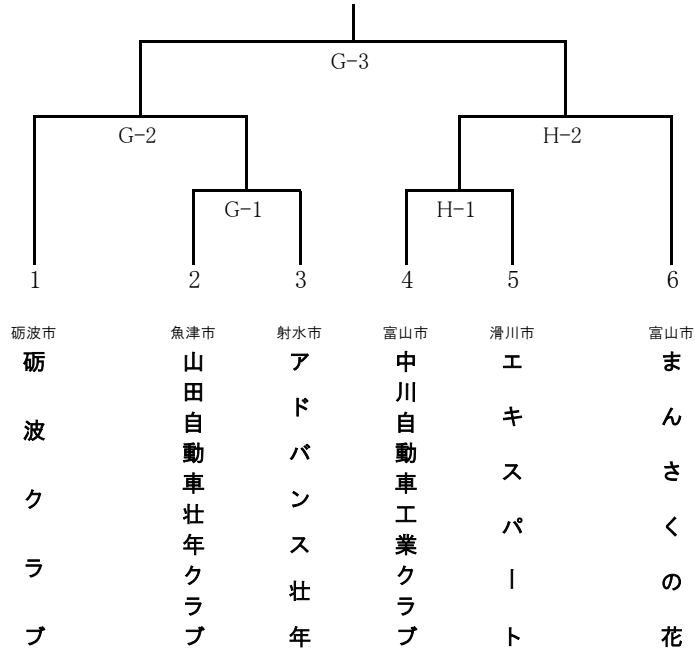 G-3
G-2
H-2
G-1
H-1
1
2
3
4
5
6
砺波市
魚津市
射水市
富山市
滑川市
富山市
砺波クラブ
山田自動車壮年クラブ
アドバンス壮年
中川自動車工業クラブ
エキスパート
まんさくの花